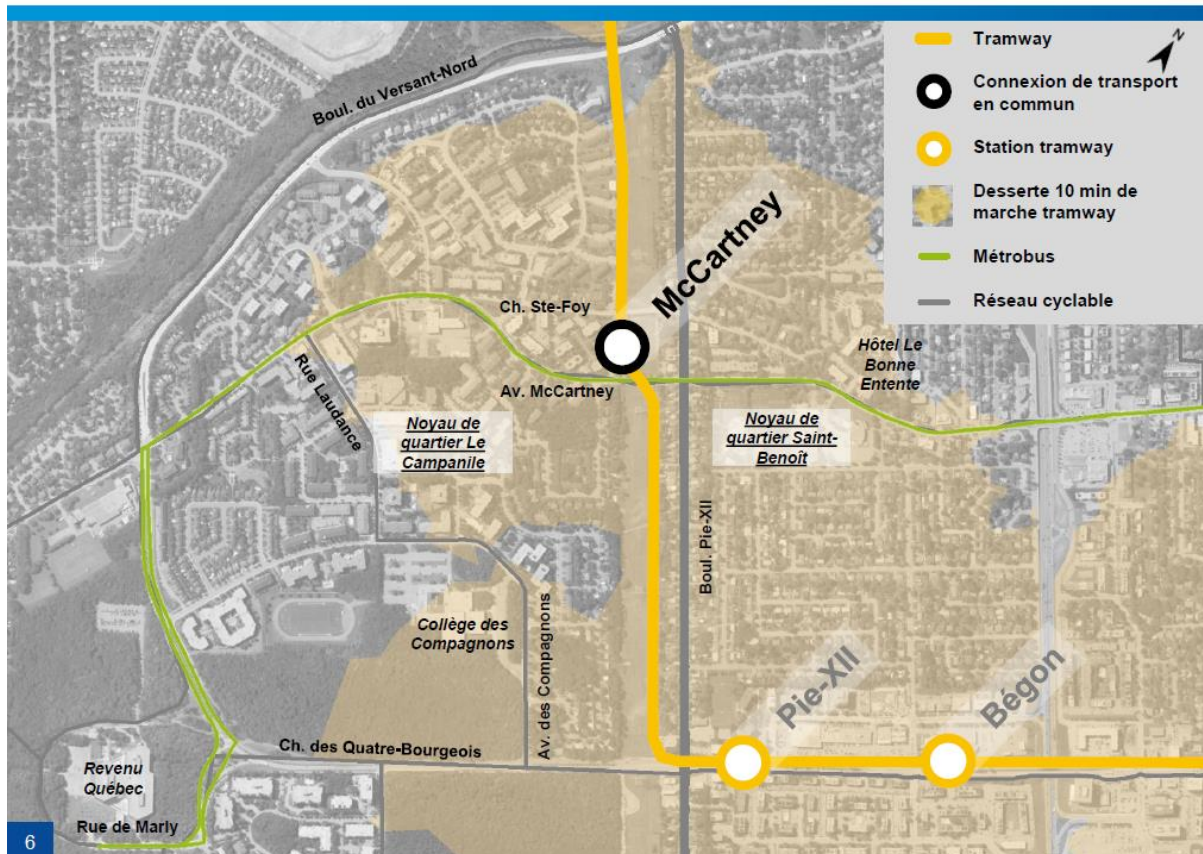 Tramway
N
Connexion de transport
en commun
Station tramway
Desserte 10 min de
marche tramway
Métrobus
Réseau cyclable
Boul. du Versant-Nord
McCartney
Ch. Ste-Foy
Av. McCartney
Rue Laudance
Hôtel Le
Bonne
Entente
Noyau de
quartier Le
Campanile
Noyau de
quartier Saint-
Benoît
Boul. Pie-XII
Collège des
Compagnons
Av. des Compagnons
Pie-XII
Bégon
Ch. des Quatre-Bourgeois
Revenu
Québec
Rue de Marly
6